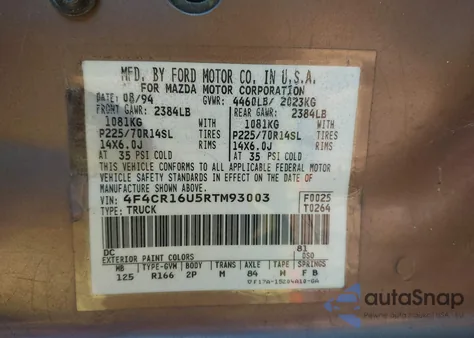 MFD. BY FORD MOTOR CO. IN U.S.A.
FOR MAZDA MOTOR CORPORATION
DATE: 08/94 GVWR: 4460LB/ 2023KG
FRONT GAWR: 2384LB REAR GAWR: 2384LB
1081KG WITH 1081KG WITH
P225/70R14SL TIRES P225/70R14SL TIRES
14X6.0J RIMS 14X6.0J RIMS
AT 35 PSI COLD AT 35 PSI COLD
THIS VEHICLE CONFORMS TO ALL APPLICABLE FEDERAL MOTOR
VEHICLE SAFETY STANDARDS IN EFFECT ON THE DATE OF
MANUFACTURE SHOWN ABOVE.
VIN: 4F4CR16U5RTM93003 F0025
TYPE: TRUCK T0264
DC 81
EXTERIOR PAINT COLORS DSO
WB TYPE-GVM BODY TRANS AXLE TAPE SPRINGS
125 R166 2P M 84 H F B
autoSnap